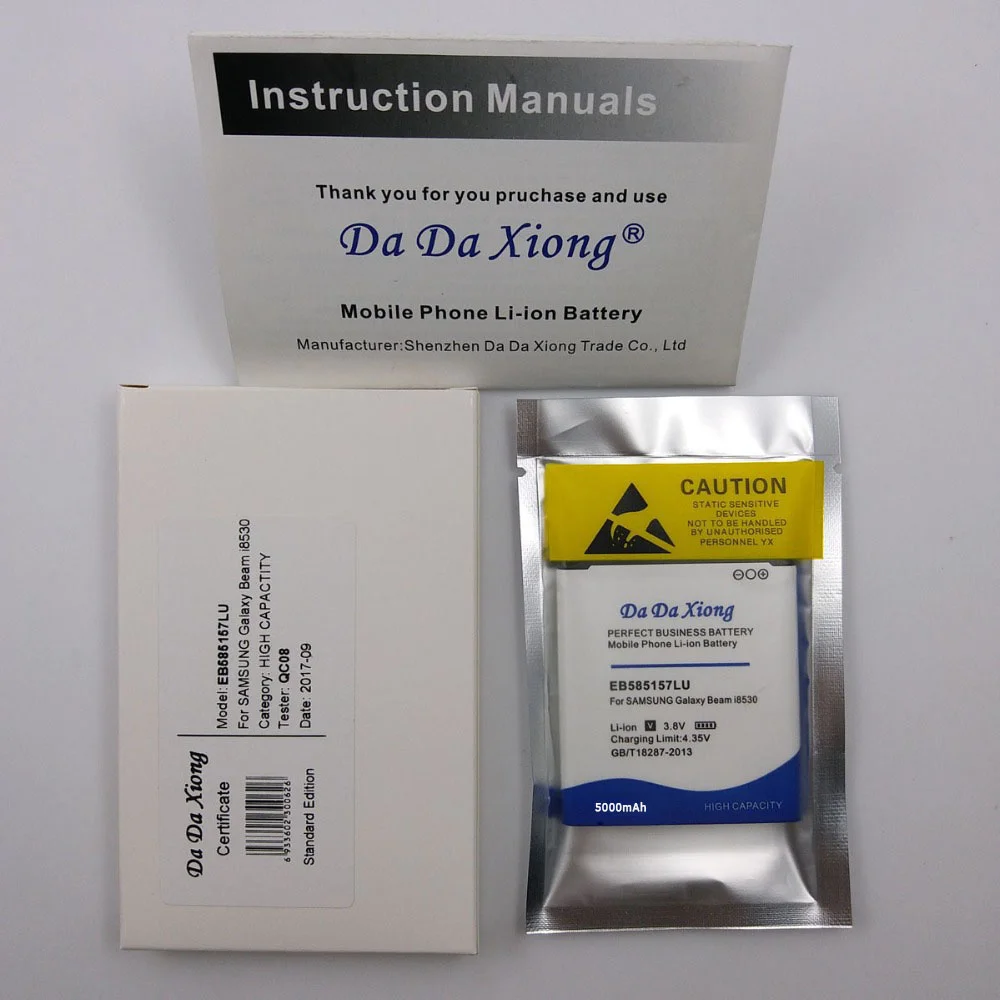 Instruction Manuals
Thank you for you pruchase and use
Da Da Xiong®
Mobile Phone Li-ion Battery
Manufacturer:Shenzhen Da Da Xiong Trade Co., Ltd
Da Da Xiong
Certificate
6933602300626
Standard Edition
Model: EB585157LU
For SAMSUNG Galaxy Beam i8530
Category: HIGH CAPACTITY
Tester: QC08
Date: 2017-09
CAUTION
STATIC SENSITIVE
DEVICES
NOT TO BE HANDLED
BY UNAUTHORISED
PERSONNEL YX
Da Da Xiong
PERFECT BUSINESS BATTERY
Mobile Phone Li-ion Battery
EB585157LU
For SAMSUNG Galaxy Beam i8530
Li-ion V 3.8V
Charging Limit:4.35V
GB/T18287-2013
5000mAh
HIGH CAPACITY